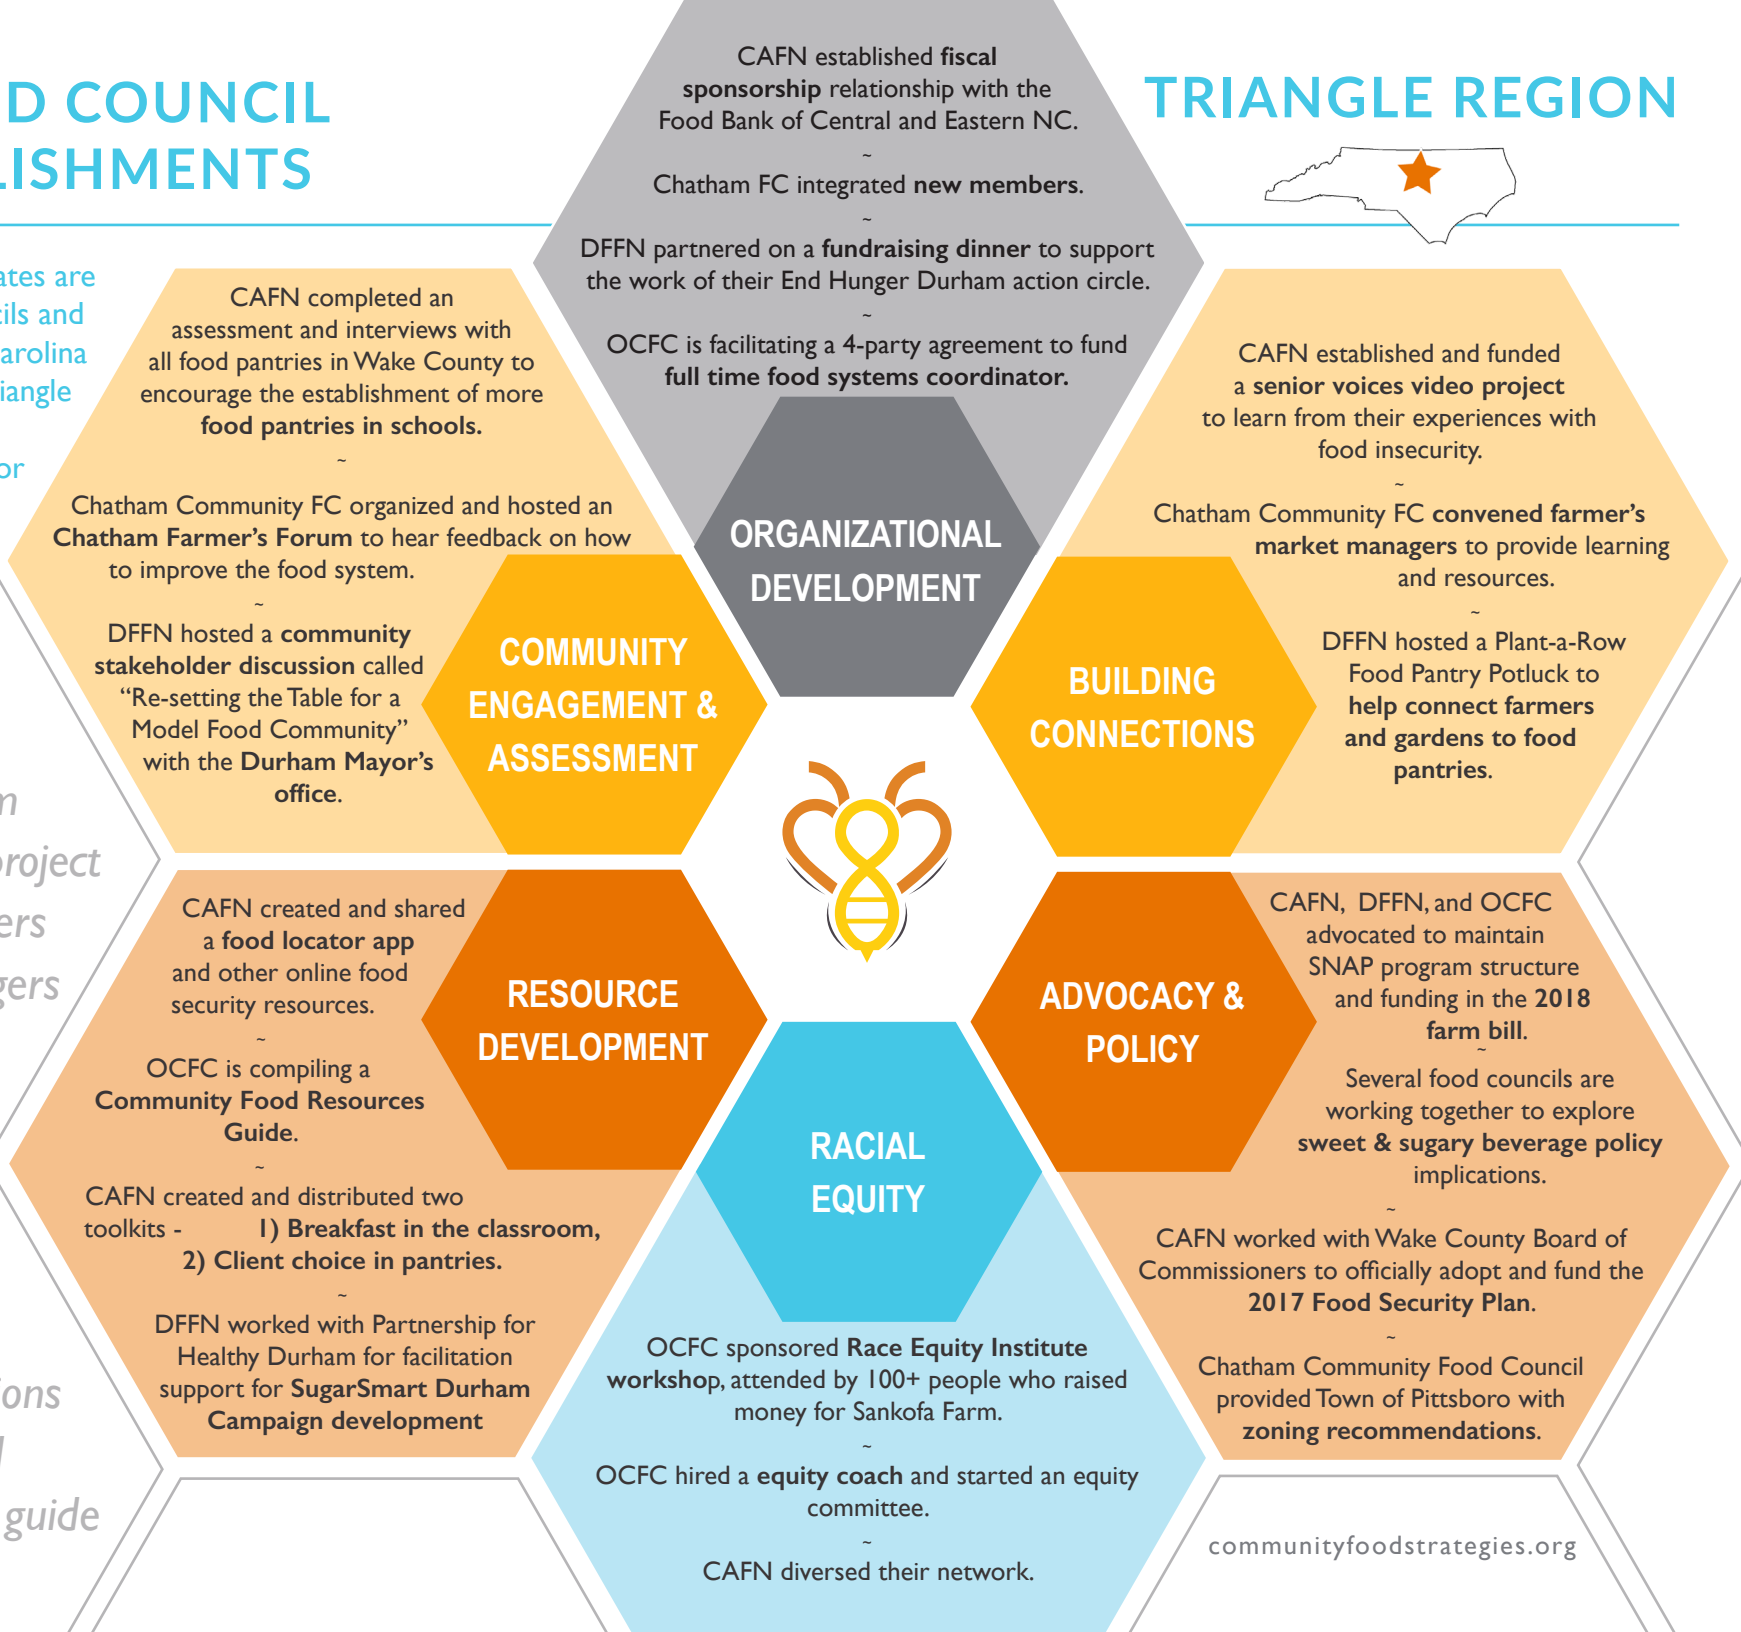 D COUNCIL
LISHMENTS
TRIANGLE REGION
are
and
or
project
guide
CAFN established fiscal
sponsorship relationship with the
Food Bank of Central and Eastern NC.
~
Chatham FC integrated new members.
~
DFFN partnered on a fundraising dinner to support
the work of their End Hunger Durham action circle.
~
OCFC is facilitating a 4-party agreement to fund
full time food systems coordinator.
ORGANIZATIONAL
DEVELOPMENT
CAFN completed an
assessment and interviews with
all food pantries in Wake County to
encourage the establishment of more
food pantries in schools.
~
Chatham Community FC organized and hosted an
Chatham Farmer's Forum to hear feedback on how
to improve the food system.
~
DFFN hosted a community
stakeholder discussion called
“Re-setting the Table for a
Model Food Community”
with the Durham Mayor's
office.
COMMUNITY
ENGAGEMENT &
ASSESSMENT
CAFN established and funded
a senior voices video project
to learn from their experiences with
food insecurity.
~
Chatham Community FC convened farmer's
market managers to provide learning
and resources.
~
DFFN hosted a Plant-a-Row
Food Pantry Potluck to
help connect farmers
and gardens to food
pantries.
BUILDING
CONNECTIONS
CAFN created and shared
a food locator app
and other online food
security resources.
~
OCFC is compiling a
Community Food Resources
Guide.
~
CAFN created and distributed two
toolkits - 1) Breakfast in the classroom,
2) Client choice in pantries.
~
DFFN worked with Partnership for
Healthy Durham for facilitation
support for SugarSmart Durham
Campaign development
RESOURCE
DEVELOPMENT
CAFN, DFFN, and OCFC
advocated to maintain
SNAP program structure
and funding in the 2018
farm bill.
~
Several food councils are
working together to explore
sweet & sugary beverage policy
implications.
~
CAFN worked with Wake County Board of
Commissioners to officially adopt and fund the
2017 Food Security Plan.
~
Chatham Community Food Council
provided Town of Pittsboro with
zoning recommendations.
ADVOCACY &
POLICY
RACIAL
EQUITY
OCFC sponsored Race Equity Institute
workshop, attended by 100+ people who raised
money for Sankofa Farm.
~
OCFC hired a equity coach and started an equity
committee.
~
CAFN diversed their network.
communityfoodstrategies.org